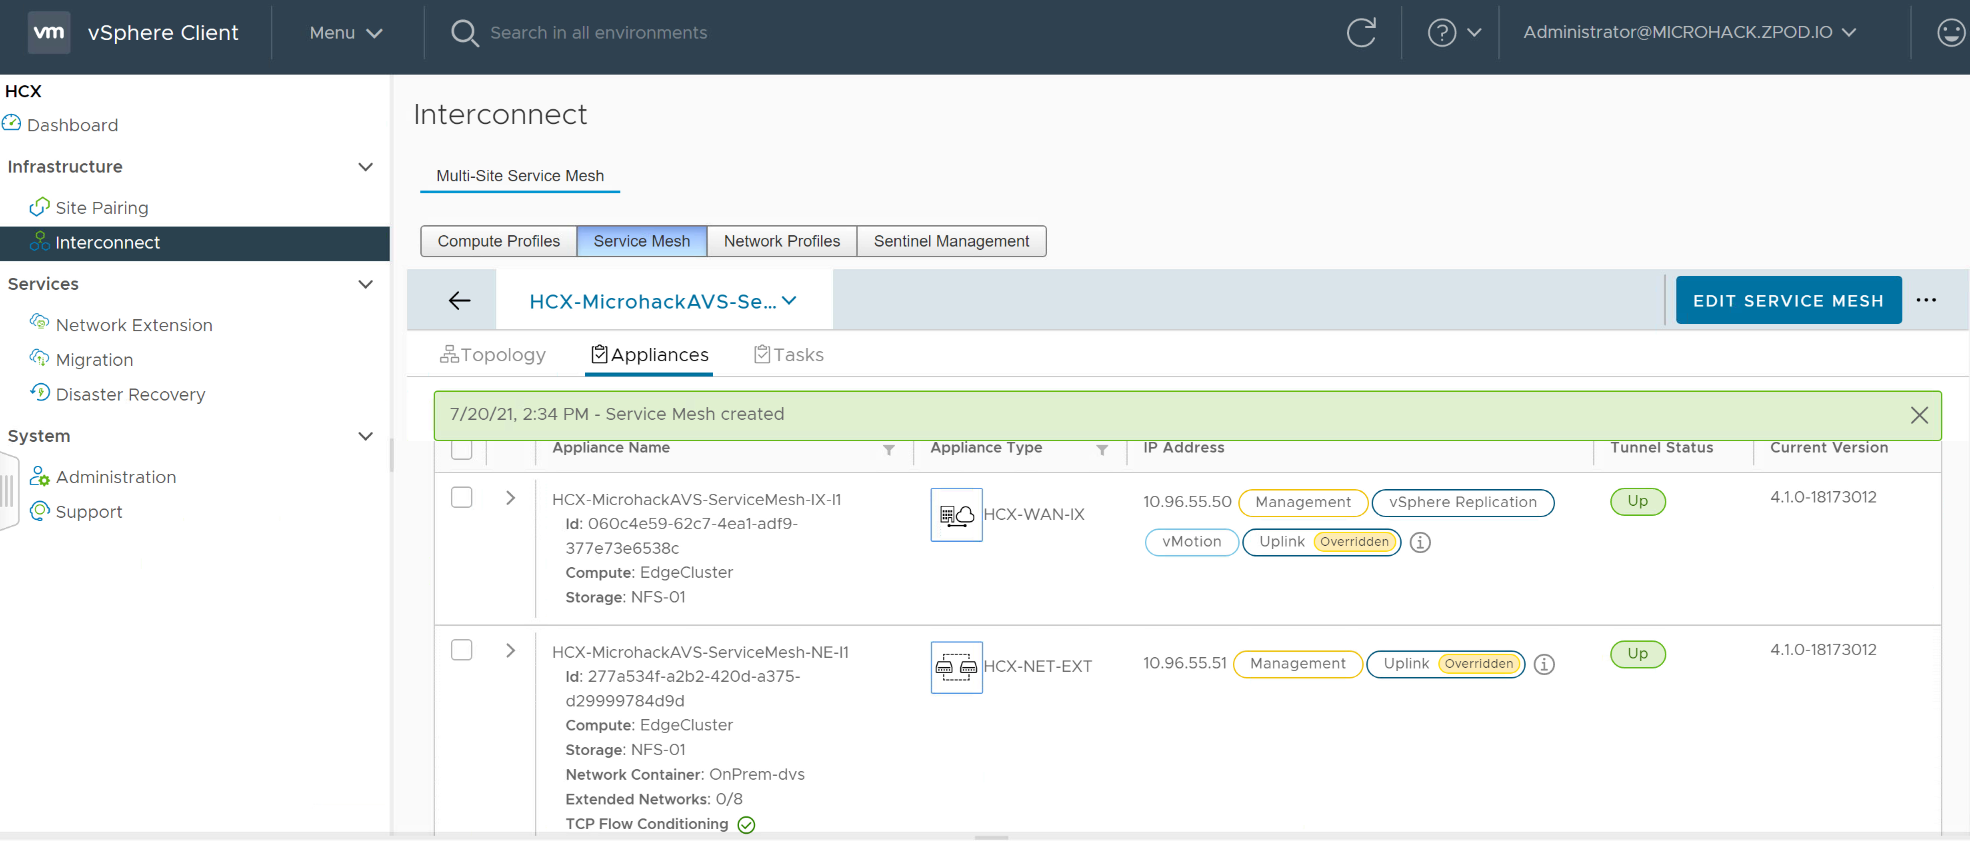 vm vSphere Client Menu Search in all environments Administrator@MICROHACK.ZPOD.IO
HCX
Dashboard
Infrastructure
Site Pairing
Interconnect
Services
Network Extension
Migration
Disaster Recovery
System
Administration
Support
Interconnect
Multi-Site Service Mesh
Compute Profiles Service Mesh Network Profiles Sentinel Management
HCX-MicrohackAVS-Se... EDIT SERVICE MESH ...
Topology Appliances Tasks
7/20/21, 2:34 PM - Service Mesh created
Appliance Name Appliance Type IP Address Tunnel Status Current Version
HCX-MicrohackAVS-ServiceMesh-IX-I1
Id: 060c4e59-62c7-4ea1-adf9-
377e73e6538c
Compute: EdgeCluster
Storage: NFS-01
HCX-WAN-IX
10.96.55.50 Management vSphere Replication
vMotion Uplink Overridden
Up
4.1.0-18173012
HCX-MicrohackAVS-ServiceMesh-NE-I1
Id: 277a534f-a2b2-420d-a375-
d29999784d9d
Compute: EdgeCluster
Storage: NFS-01
Network Container: OnPrem-dvs
Extended Networks: 0/8
TCP Flow Conditioning
HCX-NET-EXT
10.96.55.51 Management Uplink Overridden
Up
4.1.0-18173012